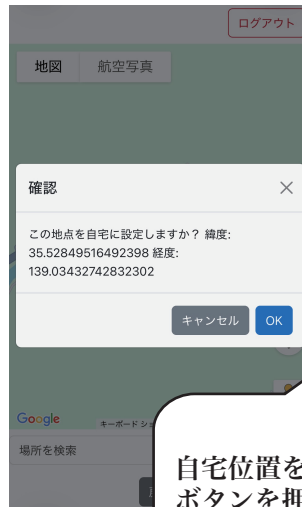 ログアウト
地図 航空写真
確認 ×
この地点を自宅に設定しますか？ 緯度:
35.52849516492398 経度:
139.03432742832302
キャンセル OK
Google
キーボード ショ
場所を検索
自宅位置を
ボタンを押